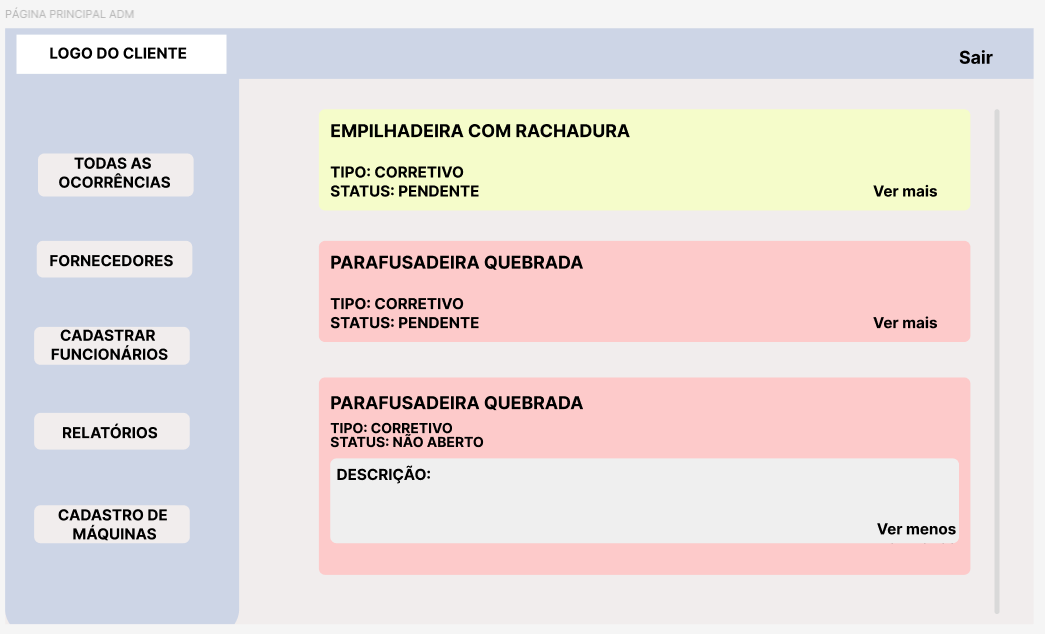 PÁGINA PRINCIPAL ADM
LOGO DO CLIENTE
Sair
TODAS AS
OCORRÊNCIAS
FORNECEDORES
CADASTRAR
FUNCIONÁRIOS
RELATÓRIOS
CADASTRO DE
MÁQUINAS
EMPILHADEIRA COM RACHADURA
TIPO: CORRETIVO
STATUS: PENDENTE
Ver mais
PARAFUSADEIRA QUEBRADA
TIPO: CORRETIVO
STATUS: PENDENTE
Ver mais
PARAFUSADEIRA QUEBRADA
TIPO: CORRETIVO
STATUS: NÃO ABERTO
DESCRIÇÃO:
Ver menos